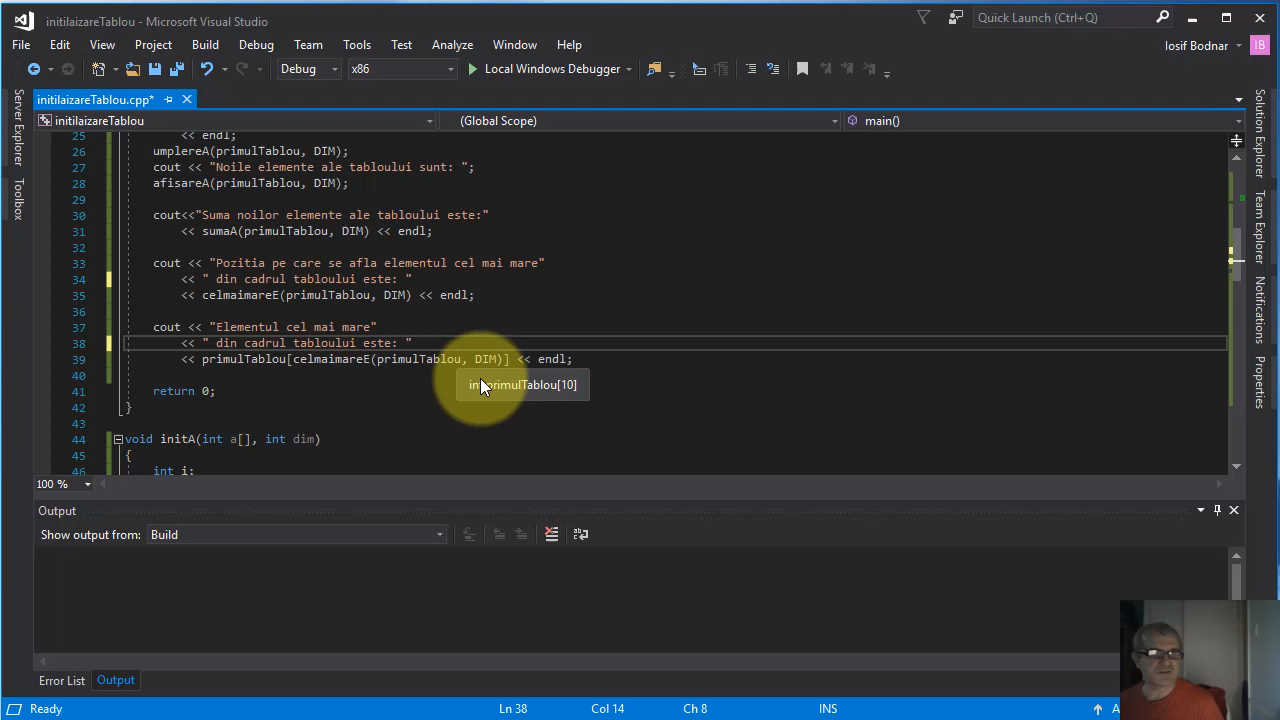 initilaizareTablou - Microsoft Visual Studio
Quick Launch (Ctrl+Q)
File Edit View Project Build Debug Team Tools Test Analyze Window Help
Iosif Bodnar IB
Debug x86 Local Windows Debugger
initilaizareTablou.cpp*
initilaizareTablou (Global Scope) main()
Server Explorer
Toolbox
25 << endl;
26 umplereA(primulTablou, DIM);
27 cout << "Noile elemente ale tabloului sunt: ";
28 afisareA(primulTablou, DIM);
29
30 cout<<"Suma noilor elemente ale tabloului este:"
31 << sumaA(primulTablou, DIM) << endl;
32
33 cout << "Pozitia pe care se afla elementul cel mai mare"
34 << " din cadrul tabloului este: "
35 << celmaimareE(primulTablou, DIM) << endl;
36
37 cout << "Elementul cel mai mare"
38 << " din cadrul tabloului este: "
39 << primulTablou[celmaimareE(primulTablou, DIM)] << endl;
40
primulTablou[10]
41 return 0;
42 }
43
44 void initA(int a[], int dim)
45 {
46 int i;
Solution Explorer
Team Explorer
Notifications
Properties
100 %
Output
Show output from: Build
Error List Output
Ready Ln 38 Col 14 Ch 8 INS